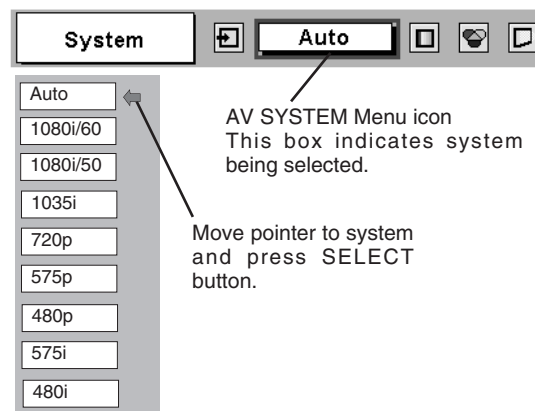 System
Auto
Auto
1080i/60
1080i/50
1035i
720p
575p
480p
575i
480i
AV SYSTEM Menu icon
This box indicates system
being selected.
Move pointer to system
and press SELECT
button.